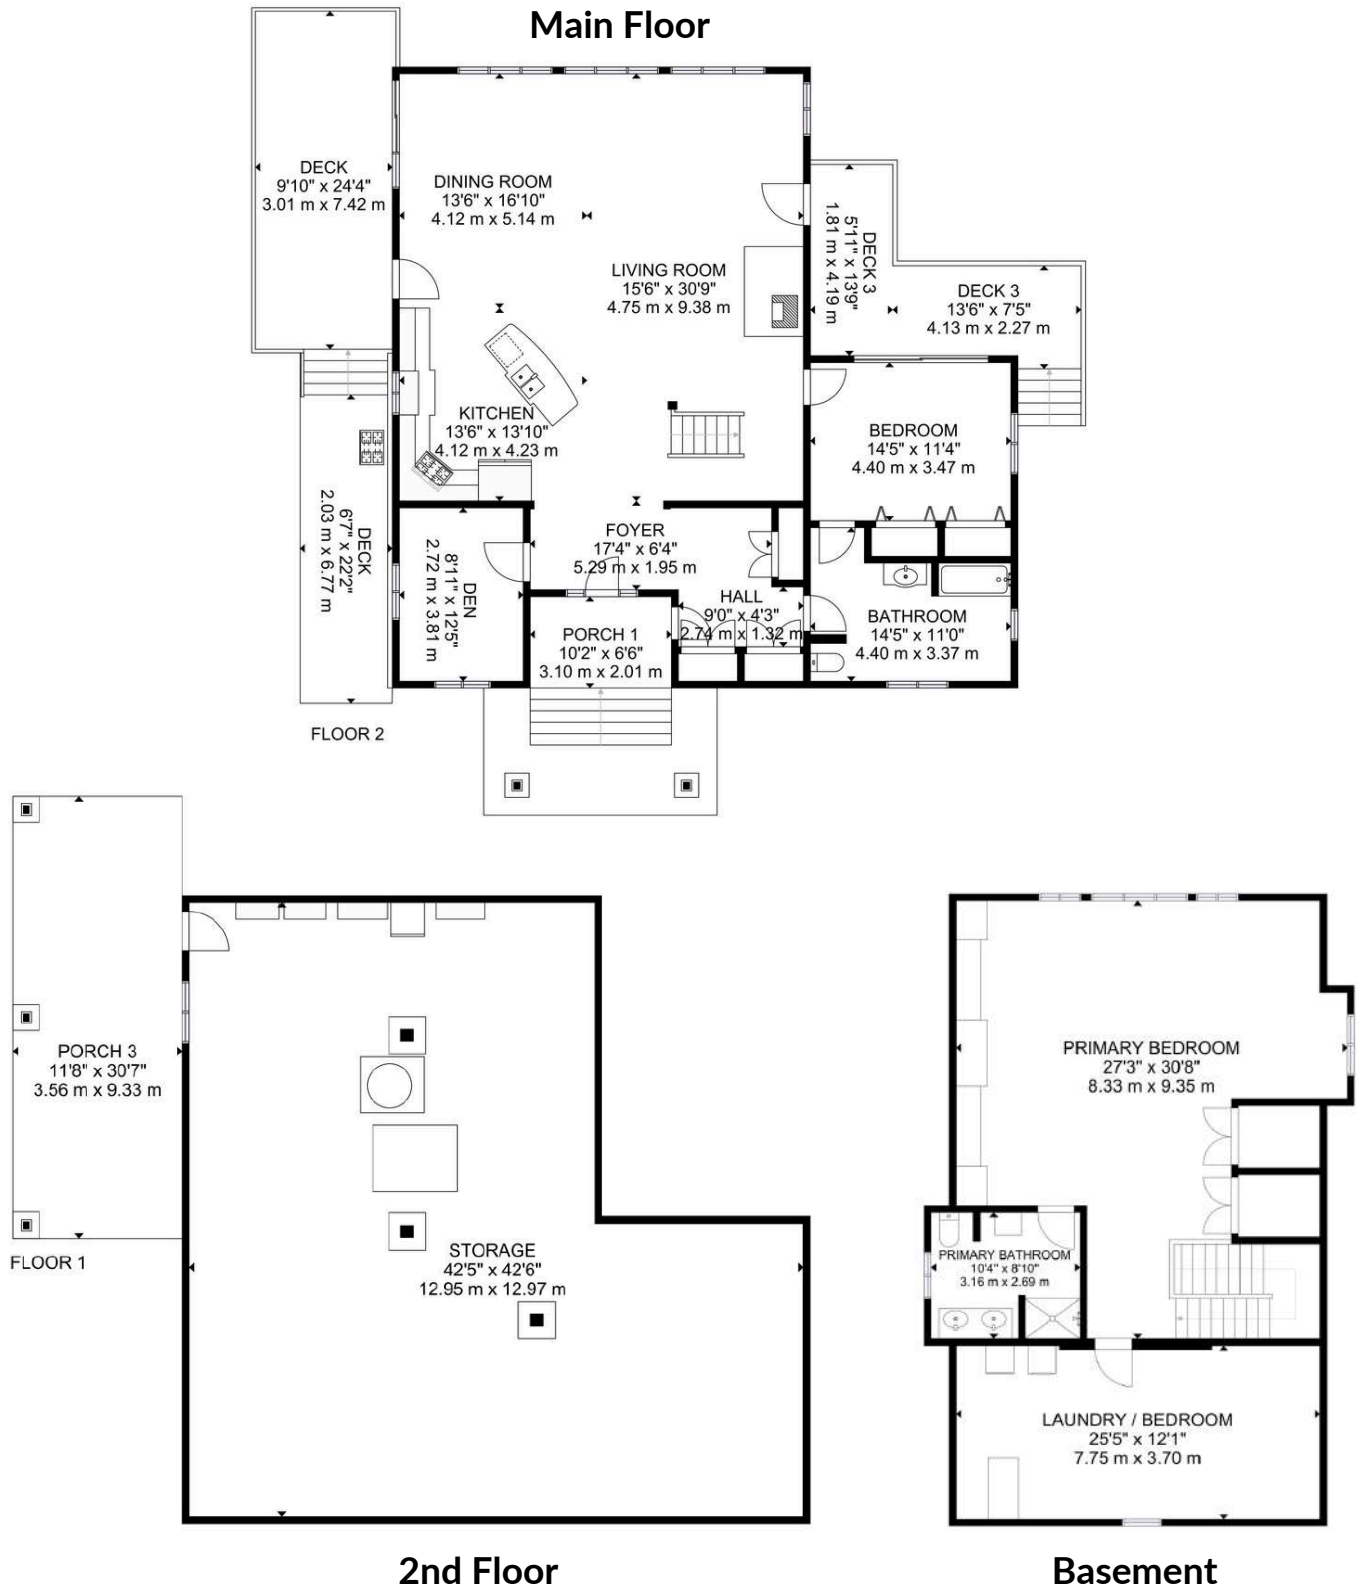 Main Floor
DECK
9'10" x 24'4"
3.01 m x 7.42 m
DINING ROOM
13'6" x 16'10"
4.12 m x 5.14 m
LIVING ROOM
15'6" x 30'9"
4.75 m x 9.38 m
DECK 3
5'11" x 13'9"
1.81 m x 4.19 m
DECK 3
13'6" x 7'5"
4.13 m x 2.27 m
KITCHEN
13'6" x 13'10"
4.12 m x 4.23 m
BEDROOM
14'5" x 11'4"
4.40 m x 3.47 m
DECK
6'7" x 22'2"
2.03 m x 6.77 m
DEN
8'11" x 12'5"
2.72 m x 3.81 m
FOYER
17'4" x 6'4"
5.29 m x 1.95 m
HALL
9'0" x 4'3"
2.74 m x 1.32 m
PORCH 1
10'2" x 6'6"
3.10 m x 2.01 m
BATHROOM
14'5" x 11'0"
4.40 m x 3.37 m
FLOOR 2
PORCH 3
11'8" x 30'7"
3.56 m x 9.33 m
FLOOR 1
STORAGE
42'5" x 42'6"
12.95 m x 12.97 m
PRIMARY BEDROOM
27'3" x 30'8"
8.33 m x 9.35 m
PRIMARY BATHROOM
10'4" x 8'10"
3.16 m x 2.69 m
LAUNDRY / BEDROOM
25'5" x 12'1"
7.75 m x 3.70 m
2nd Floor
Basement